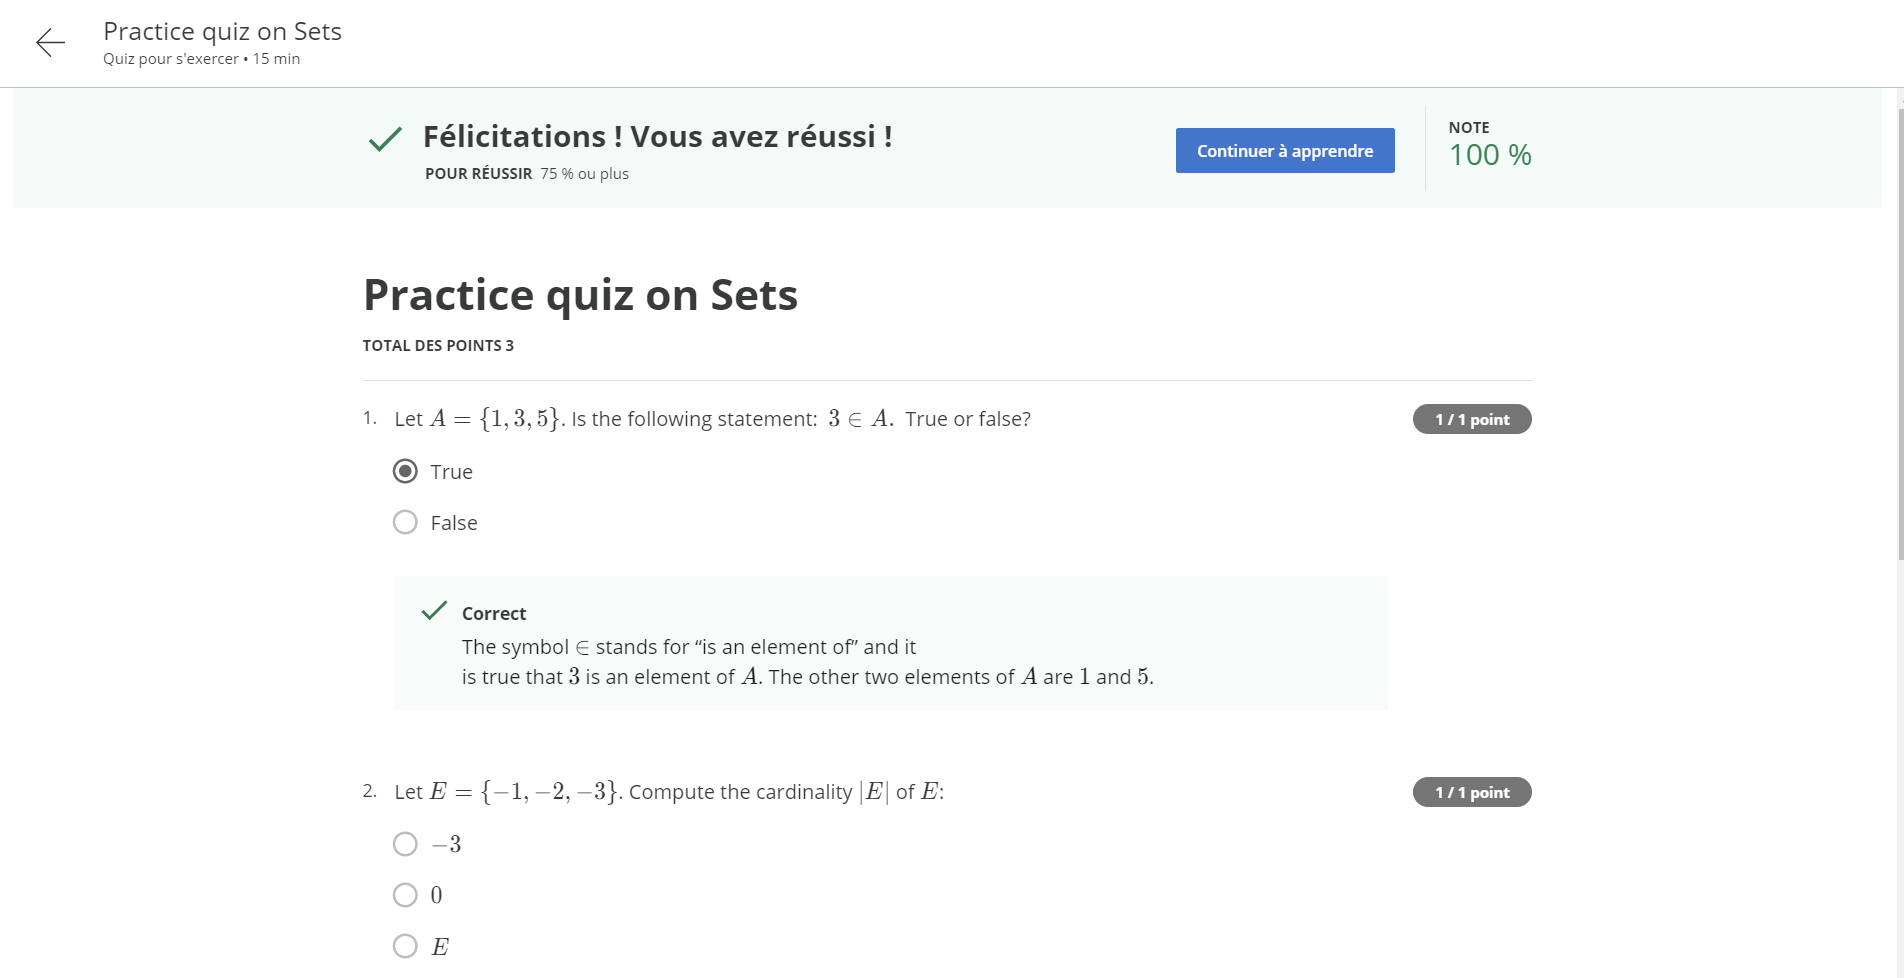 Practice quiz on Sets
Quiz pour s'exercer • 15 min
Félicitations ! Vous avez réussi !
POUR RÉUSSIR 75 % ou plus
Continuer à apprendre
NOTE
100 %
Practice quiz on Sets
TOTAL DES POINTS 3
1. Let A = {1, 3, 5}. Is the following statement: 3 ∈ A. True or false?
1 / 1 point
True
False
Correct
The symbol ∈ stands for “is an element of” and it
is true that 3 is an element of A. The other two elements of A are 1 and 5.
2. Let E = {−1, −2, −3}. Compute the cardinality |E| of E:
1 / 1 point
−3
0
E